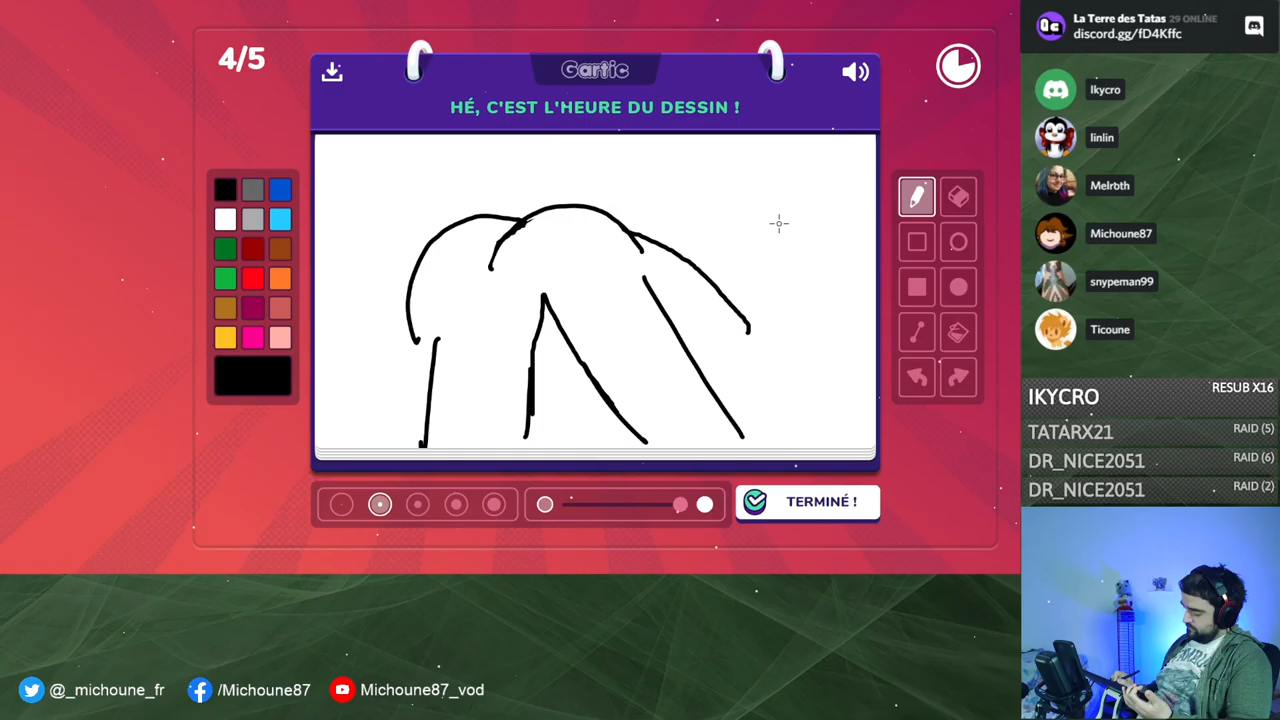 4/5
Gartic
HÉ, C'EST L'HEURE DU DESSIN !
TERMINÉ !
La Terre des Tatas 29 ONLINE
discord.gg/fD4Kffc
Ikycro
linlin
Melroth
Michoune87
snypeman99
Ticoune
IKYCRO RESUB X16
TATARX21 RAID (5)
DR_NICE2051 RAID (6)
DR_NICE2051 RAID (2)
@_michoune_fr /Michoune87 Michoune87_vod